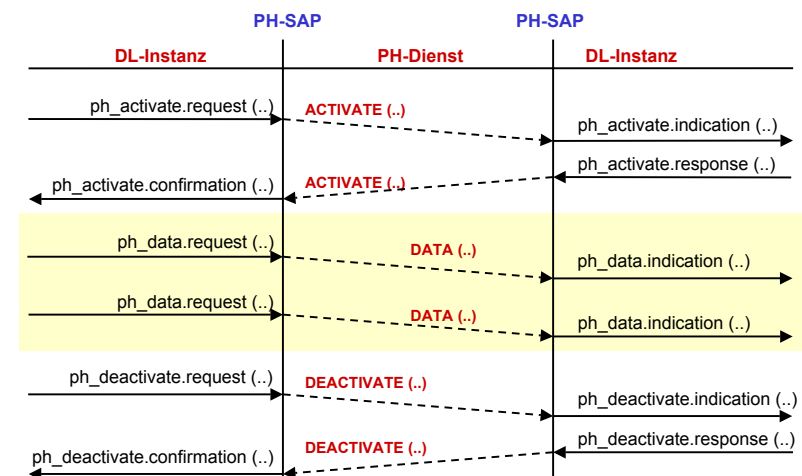 PH-SAP PH-SAP
DL-Instanz PH-Dienst DL-Instanz
ph_activate.request (..) ACTIVATE (..)
ph_activate.indication (..)
ph_activate.response (..)
ph_activate.confirmation (..) ACTIVATE (..)
ph_data.request (..) DATA (..)
ph_data.indication (..)
ph_data.request (..) DATA (..)
ph_data.indication (..)
ph_deactivate.request (..) DEACTIVATE (..)
ph_deactivate.indication (..)
ph_deactivate.response (..)
ph_deactivate.confirmation (..) DEACTIVATE (..)